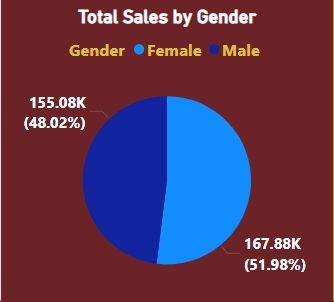 Total Sales by Gender
Gender Female Male
155.08K
(48.02%)
167.88K
(51.98%)